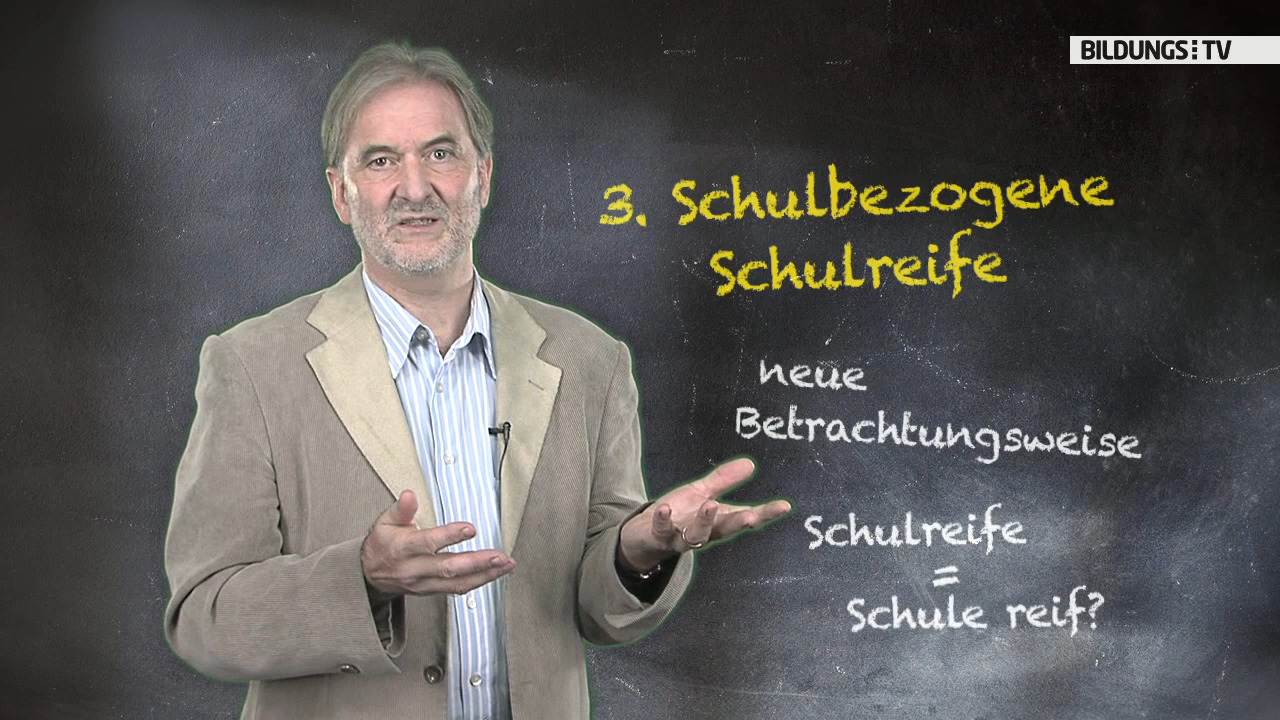 BILDUNGS:TV
3. Schulbezogene
Schulreife
neue
Betrachtungsweise
Schulreife
=
Schule reif?